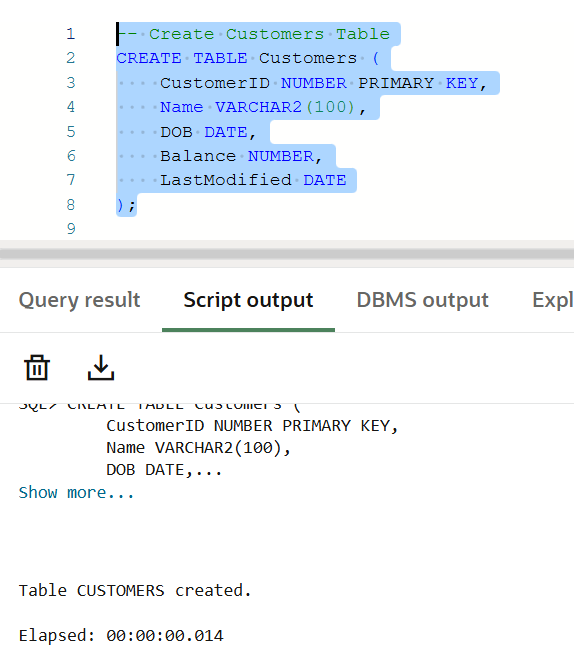 1 -- Create Customers Table
2 CREATE TABLE Customers (
3 CustomerID NUMBER PRIMARY KEY,
4 Name VARCHAR2(100),
5 DOB DATE,
6 Balance NUMBER,
7 LastModified DATE
8 );
9
Query result Script output DBMS output Expl
SQL> CREATE TABLE Customers (
CustomerID NUMBER PRIMARY KEY,
Name VARCHAR2(100),
DOB DATE,...
Show more...
Table CUSTOMERS created.
Elapsed: 00:00:00.014